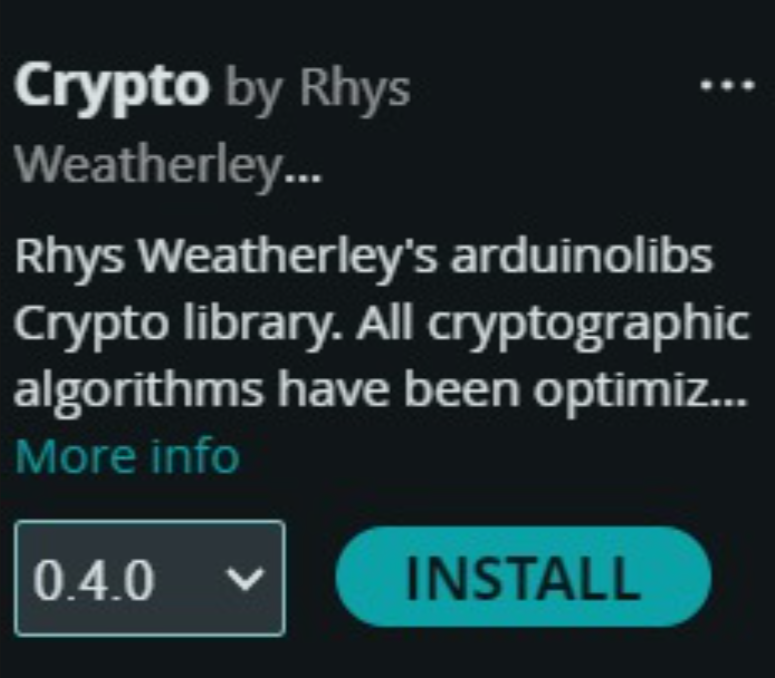 Crypto by Rhys ...
Weatherley...
Rhys Weatherley's arduinolibs
Crypto library. All cryptographic
algorithms have been optimiz...
More info
0.4.0 INSTALL